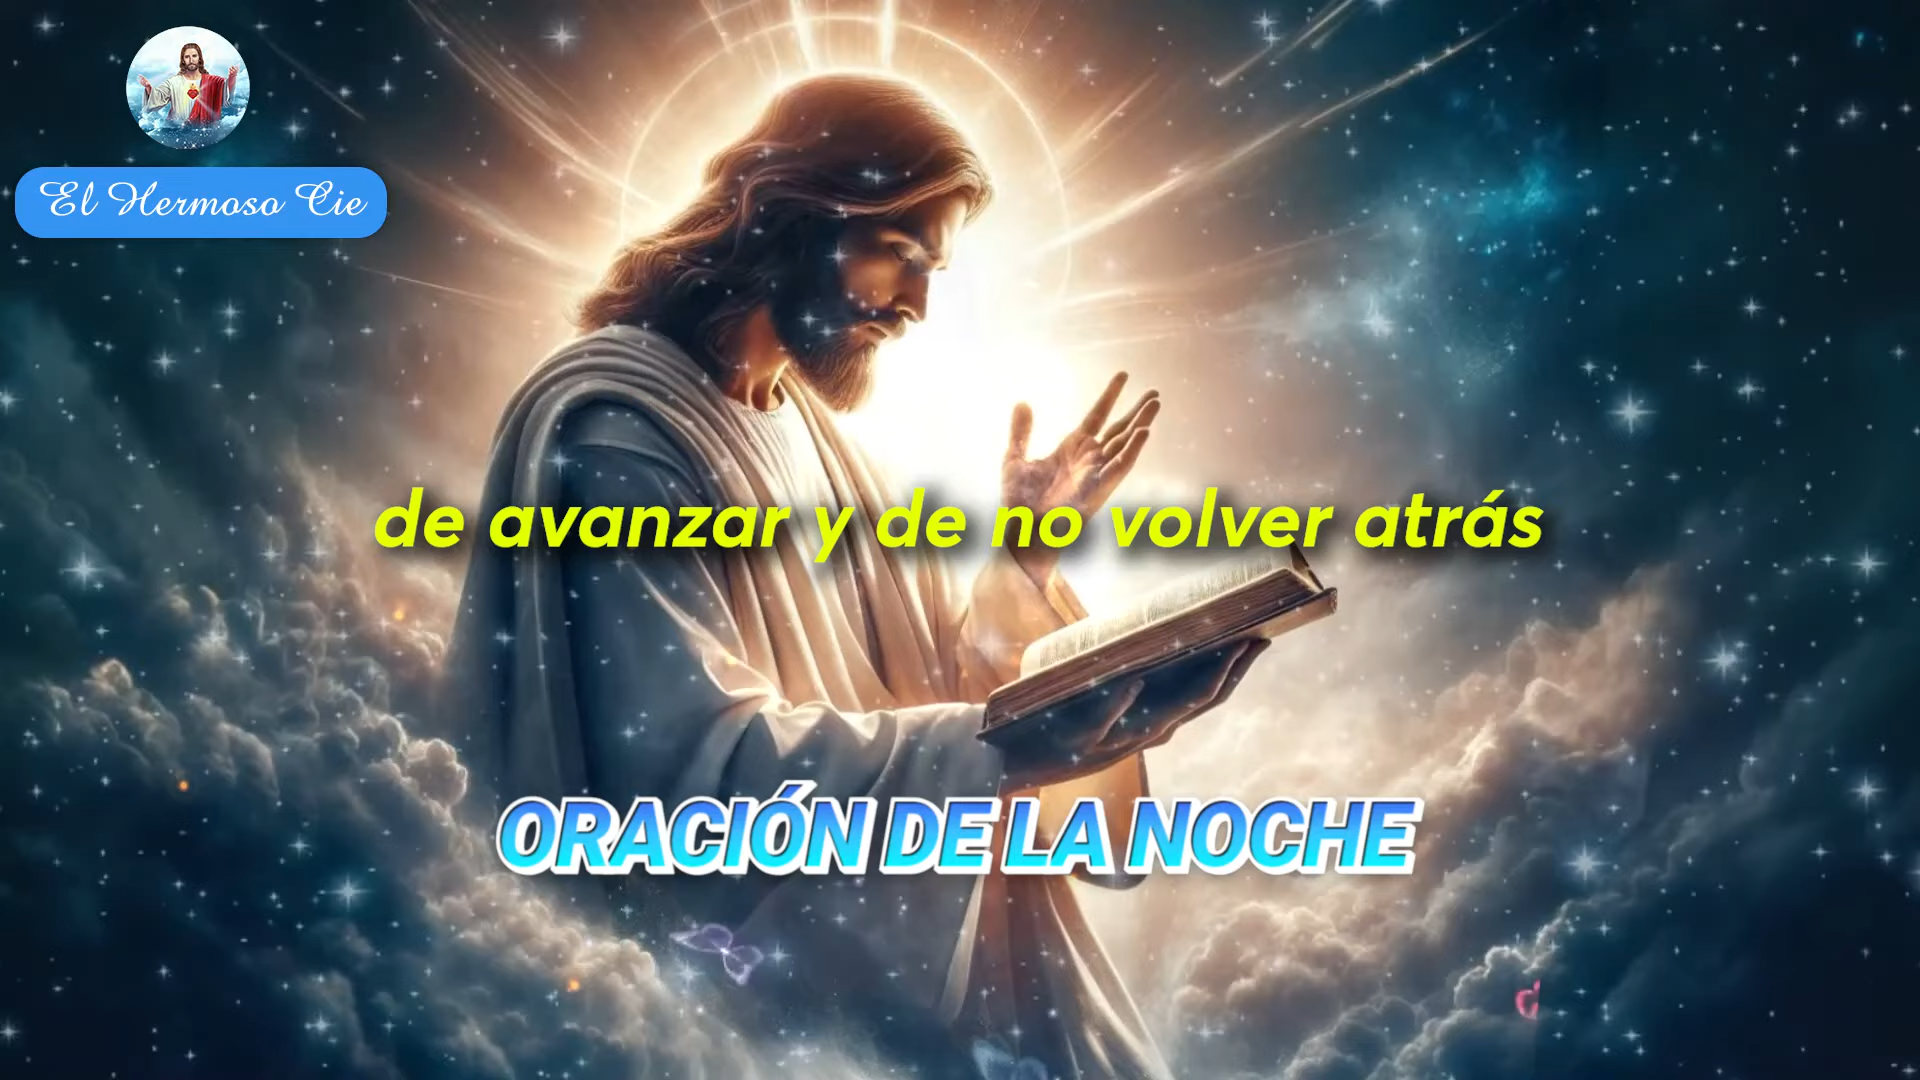 El Hermoso Cie
de avanzar y de no volver atrás
ORACIÓN DE LA NOCHE